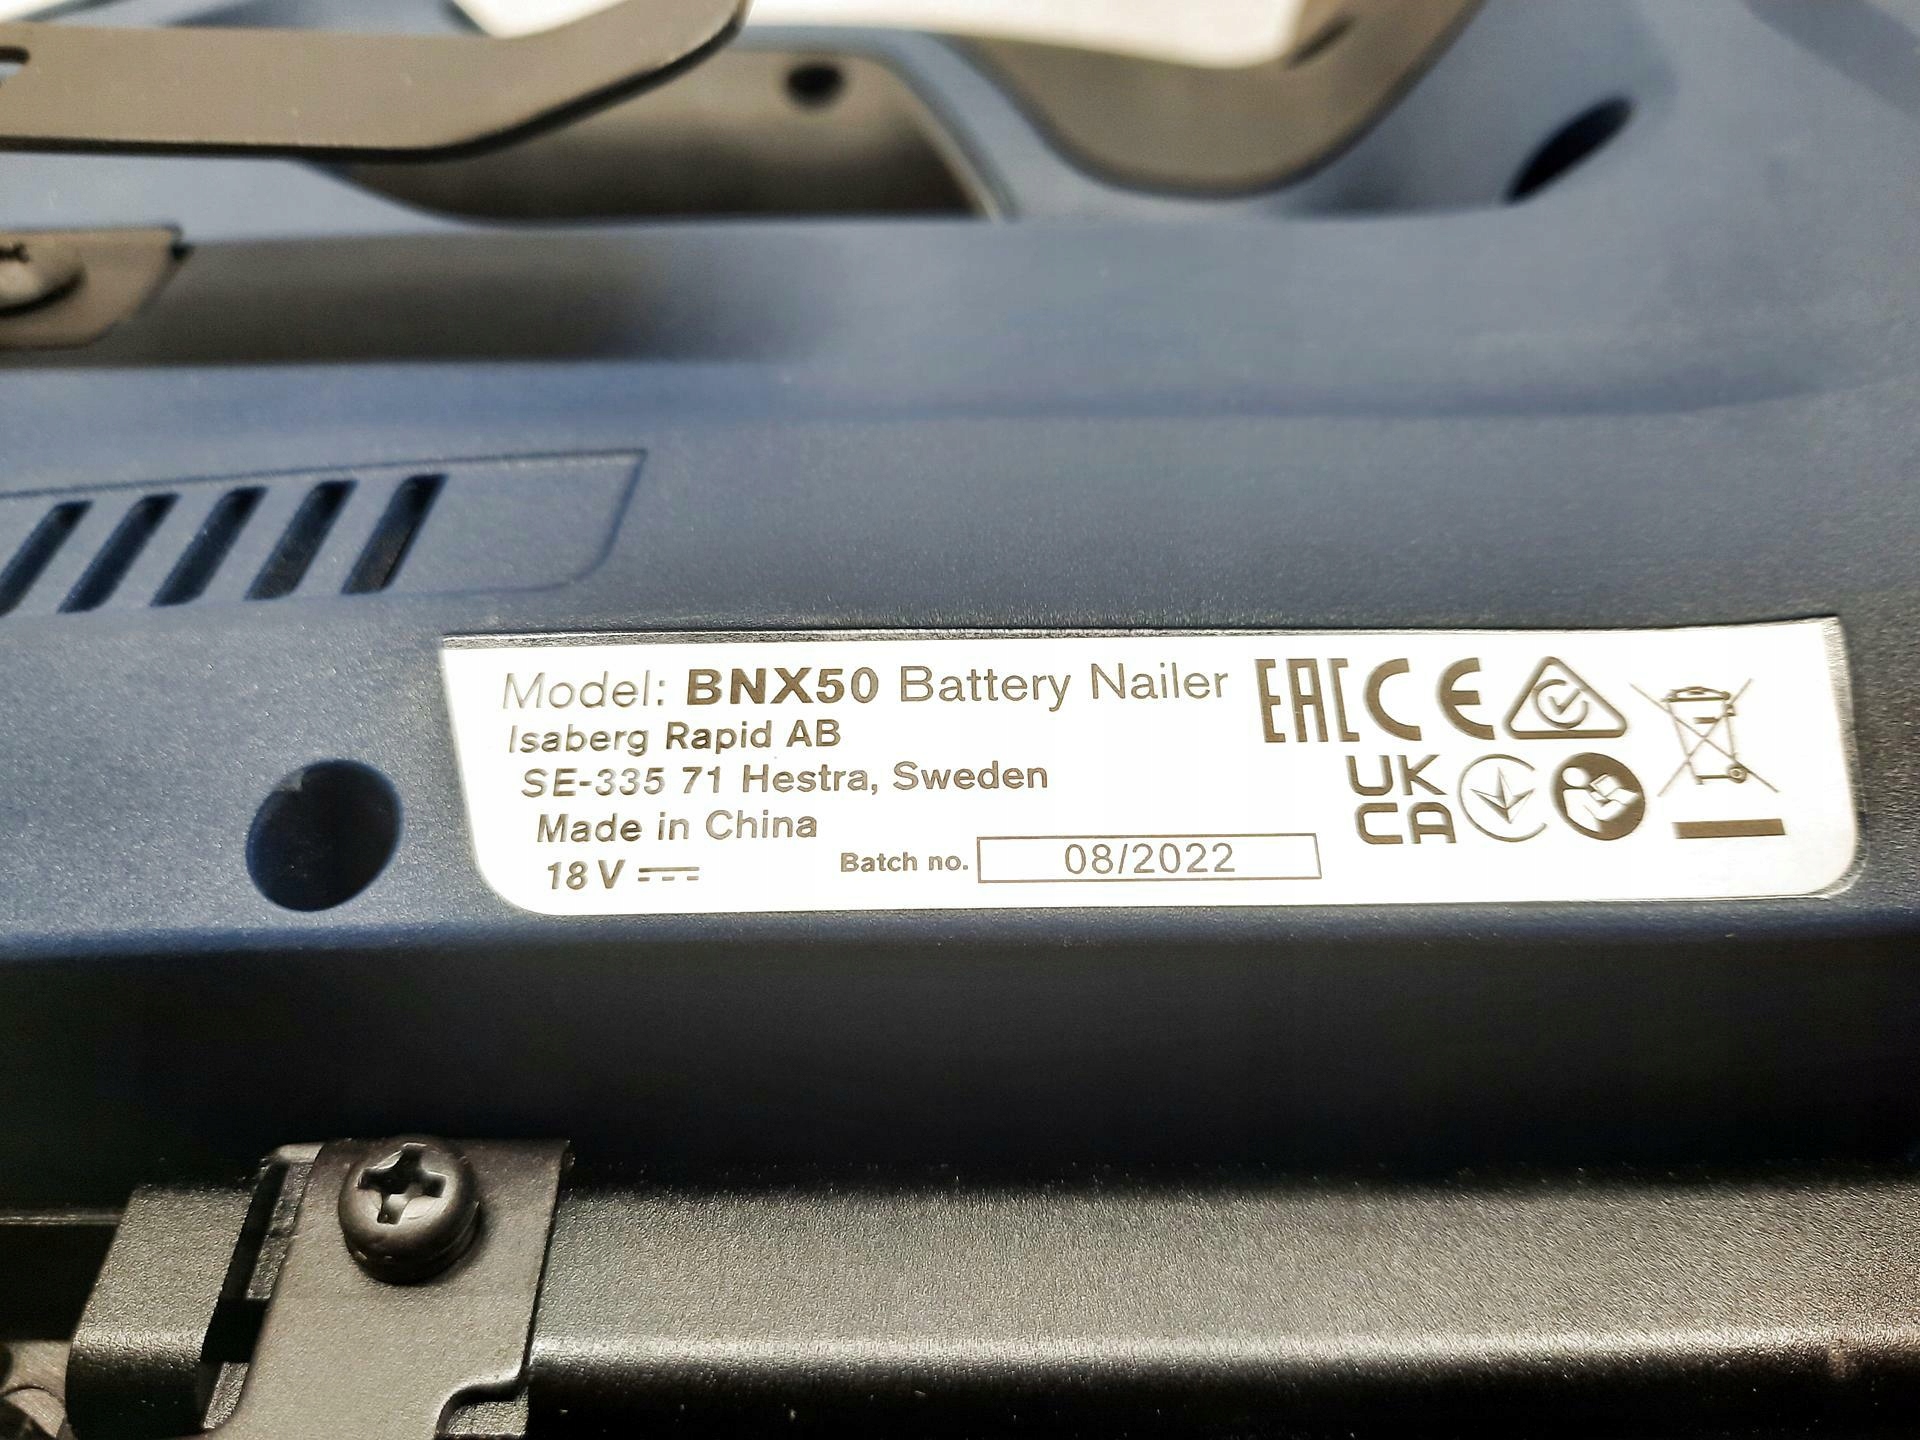 Model: BNX50 Battery Nailer
Isaberg Rapid AB
SE-335 71 Hestra, Sweden
Made in China
18 V
Batch no. 08/2022
EAC CE
UK
CA